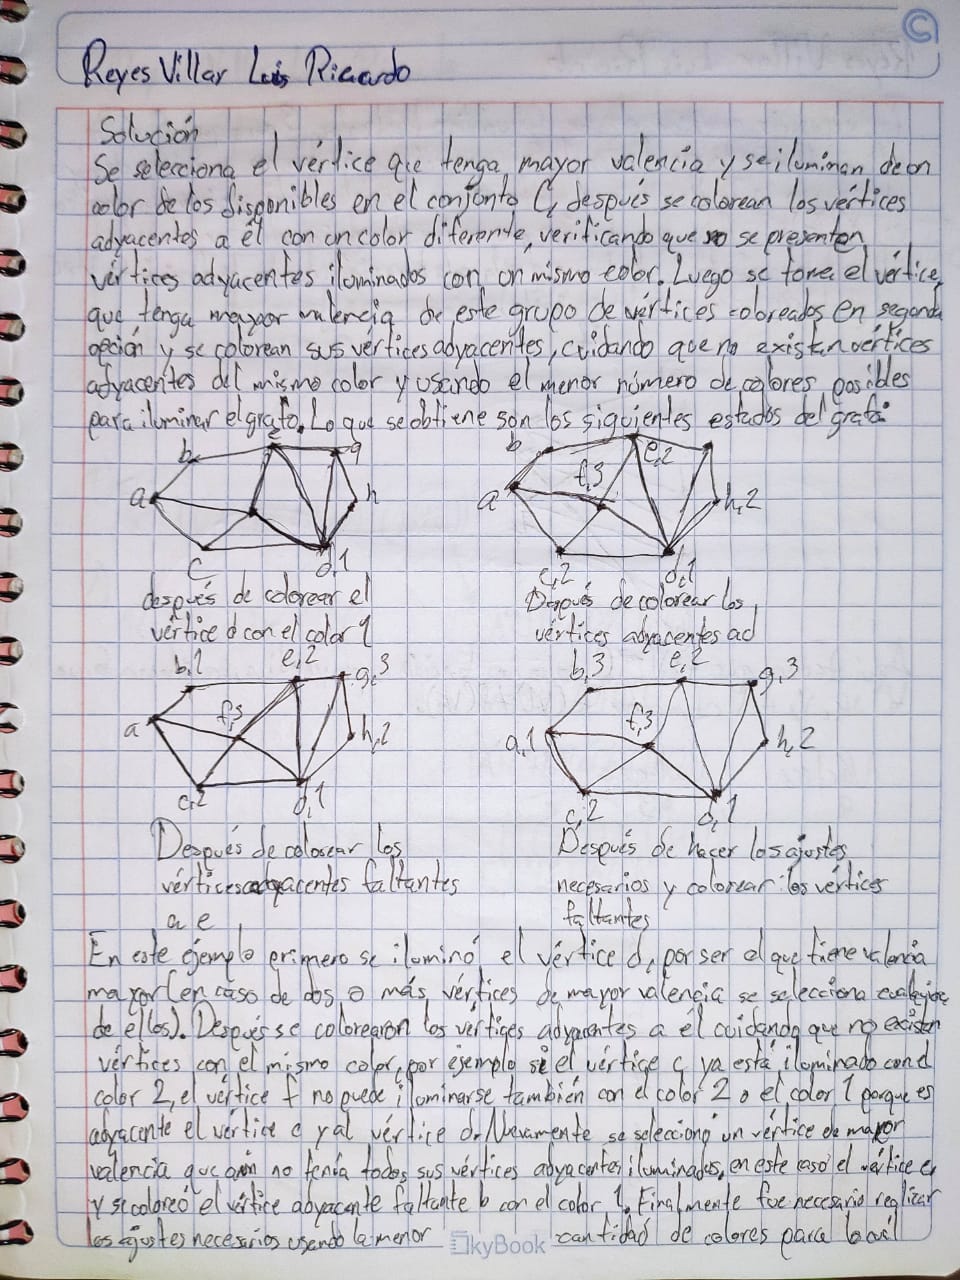 Reyes Villar Luis Ricardo
Solución
Se selecciona el vértice que tenga mayor valencia y se iluminan de un
color de los disponibles en el conjunto C, después se colorean los vértices
adyacentes a él con un color diferente, verificando que no se presenten
vértices adyacentes iluminados con un mismo color. Luego se toma el vértice
que tenga mayor valencia de este grupo de vértices coloreados en segunda
opción y se colorean sus vértices adyacentes, cuidando que no existan vértices
adyacentes del mismo color y usando el menor número de colores posibles
para iluminar el grafo. Lo que se obtiene son los siguientes estados del grafo:
b e g
a h
c d,1
b e,2
f,3
a h,2
c,2 d,1
después de colorear el
vértice d con el color 1
Después de colorear los
vértices adyacentes a d
b,1 e,2 g,3
a f,3 h,2
c,2 d,1
b,3 e,2 g,3
a,1 f,3 h,2
c,2 d,1
Después de colorear los
vértices adyacentes faltantes
a e
Después de hacer los ajustes
necesarios y colorear los vértices
faltantes
En este ejemplo primero se iluminó el vértice d, por ser el que tiene valencia
mayor (en caso de dos o más vértices de mayor valencia se selecciona cualquiera
de ellos). Después se colorearon los vértices adyacentes a él cuidando que no existan
vértices con el mismo color, por ejemplo si el vértice c ya está iluminado con el
color 2, el vértice f no puede iluminarse también con el color 2 o el color 1 porque es
adyacente el vértice c y al vértice d. Nuevamente se seleccionó un vértice de mayor
valencia que aún no tenía todos sus vértices adyacentes iluminados, en este caso el vértice e
y se coloreó el vértice adyacente faltante b con el color 1. Finalmente fue necesario realizar
los ajustes necesarios usando la menor cantidad de colores para lo cual
SkyBook